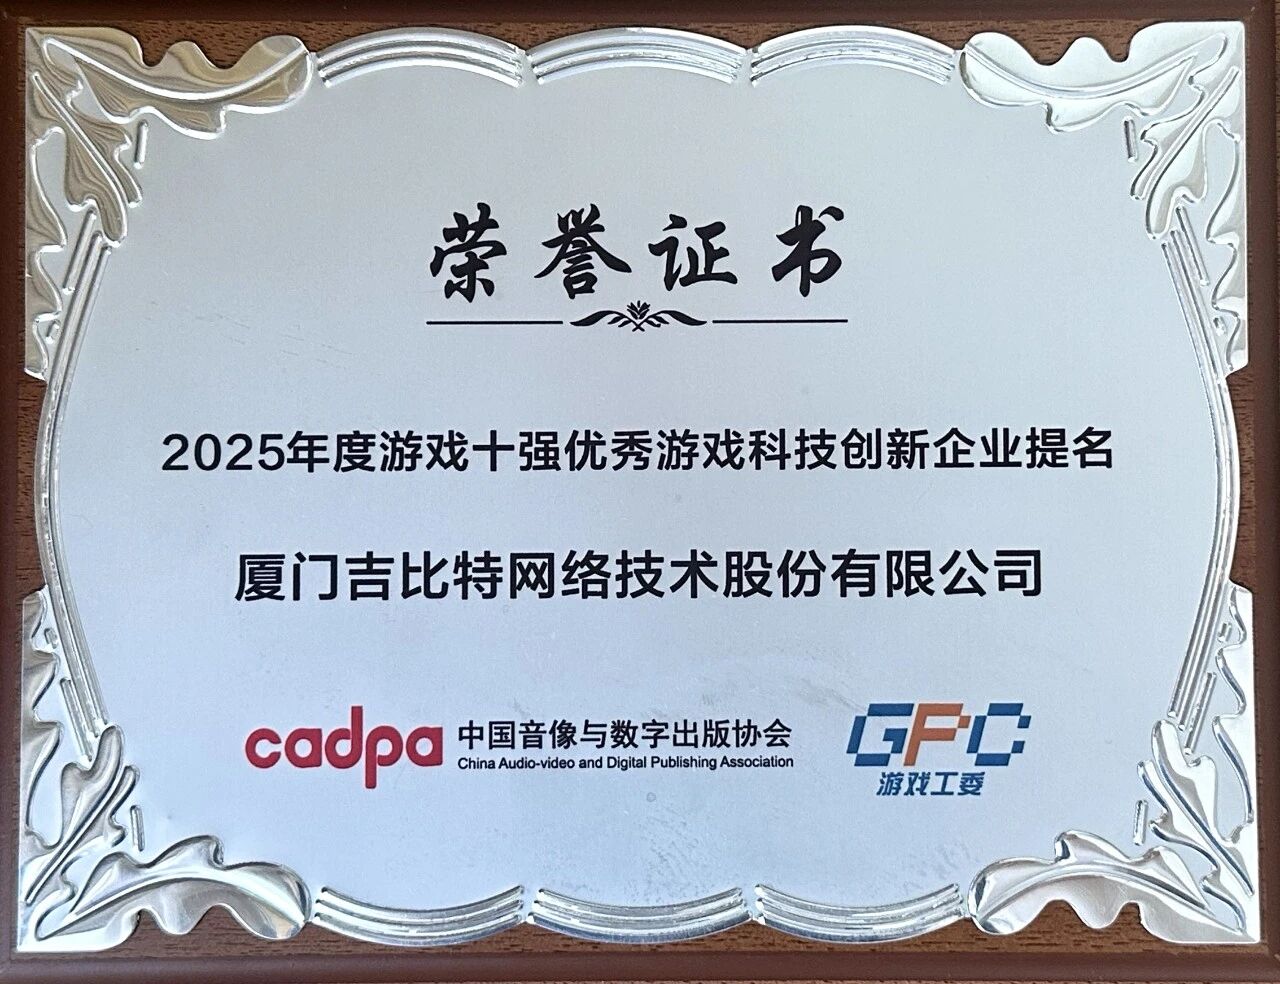 荣誉证书
2025年度游戏十强优秀游戏科技创新企业提名
厦门吉比特网络技术股份有限公司
cadpa 中国音像与数字出版协会
China Audio-video and Digital Publishing Association
GPC
游戏工委